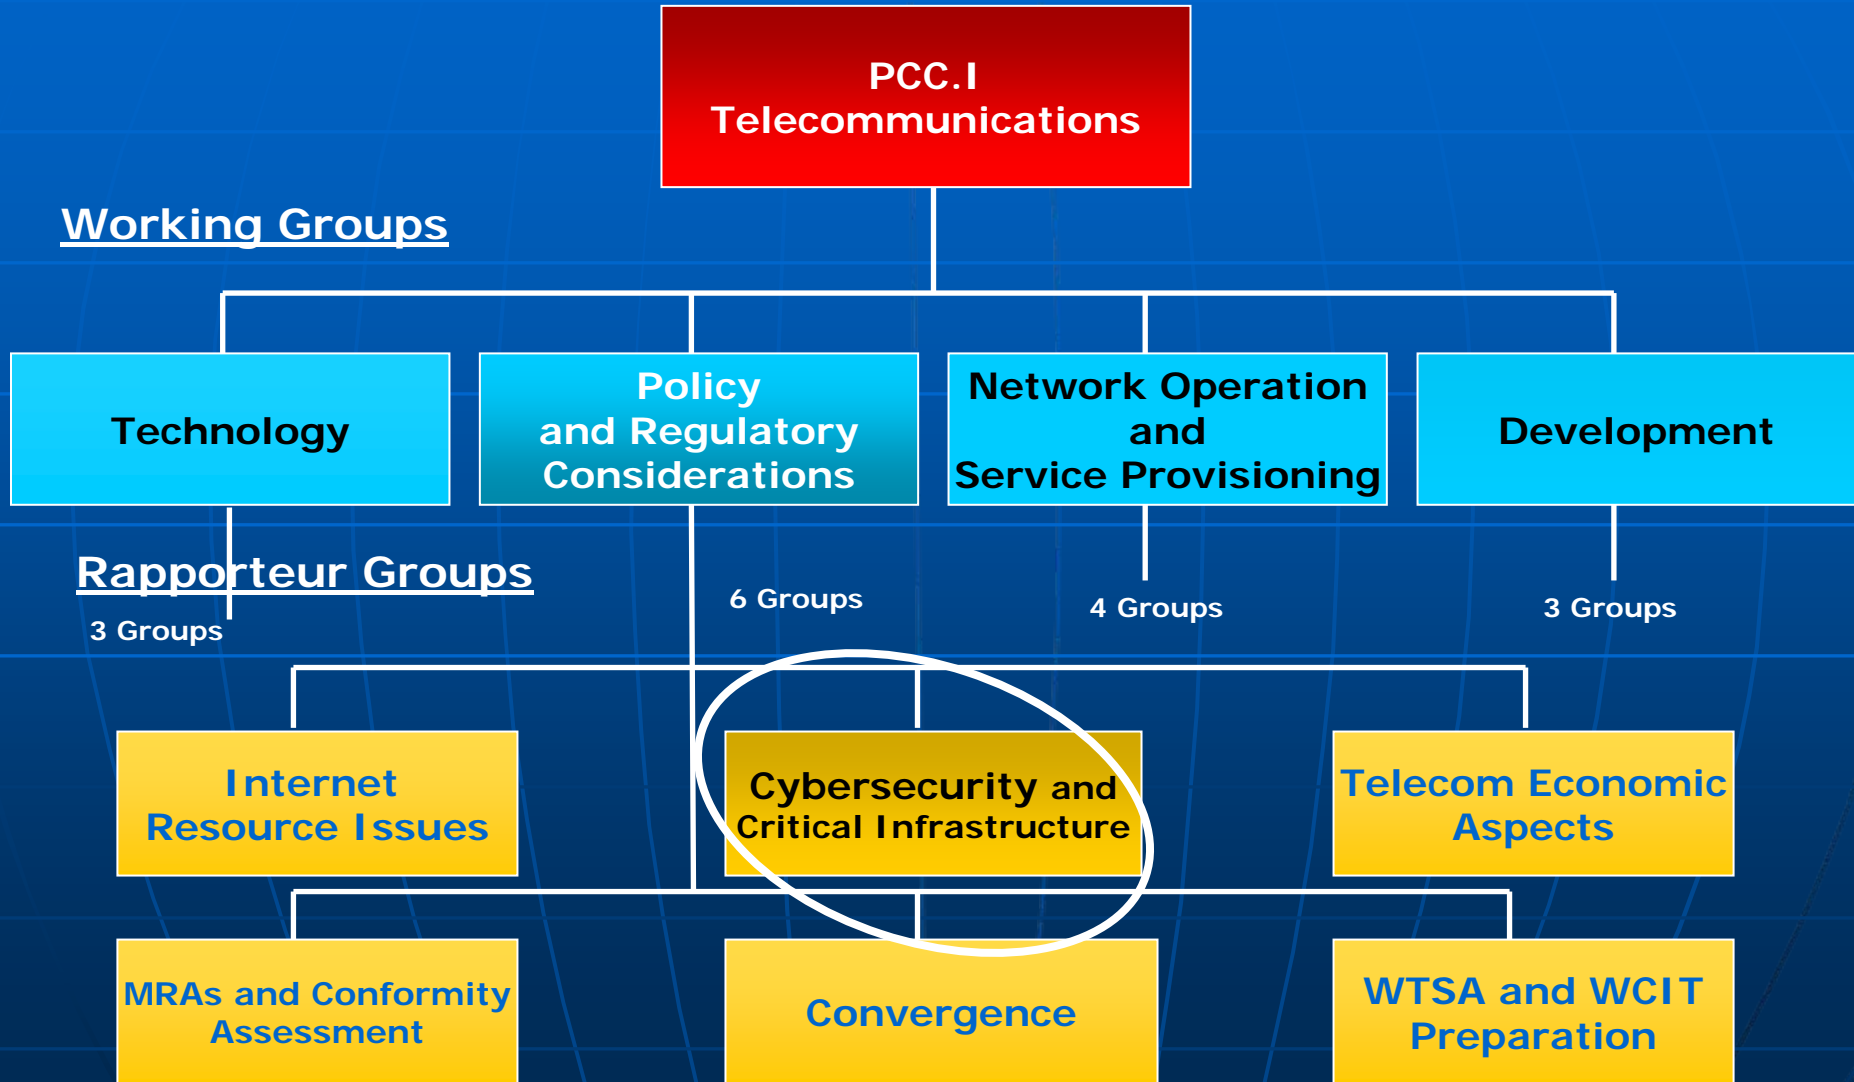 PCC.I
Telecommunications
Working Groups
Technology
Policy
and Regulatory
Considerations
Network Operation
and
Service Provisioning
Development
Rapporteur Groups
3 Groups
6 Groups
4 Groups
3 Groups
Internet
Resource Issues
Cybersecurity and
Critical Infrastructure
Telecom Economic
Aspects
MRAs and Conformity
Assessment
Convergence
WTSA and WCIT
Preparation